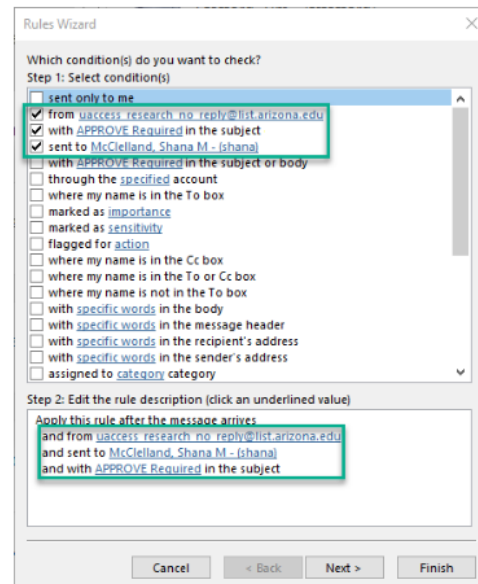 Rules Wizard
Which condition(s) do you want to check?
Step 1: Select condition(s)
sent only to me
from uaccess_research_no_reply@list.arizona.edu
with APPROVE Required in the subject
sent to McClelland, Shana M - (shana)
with APPROVE Required in the subject or body
through the specified account
where my name is in the To box
marked as importance
marked as sensitivity
flagged for action
where my name is in the Cc box
where my name is in the To or Cc box
where my name is not in the To box
with specific words in the body
with specific words in the message header
with specific words in the recipient's address
with specific words in the sender's address
assigned to category category
Step 2: Edit the rule description (click an underlined value)
Apply this rule after the message arrives
and from uaccess_research_no_reply@list.arizona.edu
and sent to McClelland, Shana M - (shana)
and with APPROVE Required in the subject
Cancel < Back Next > Finish